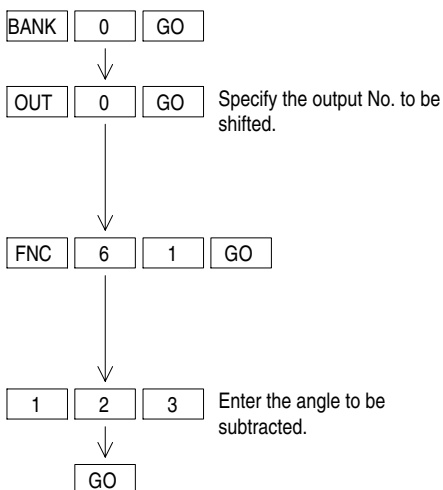 BANK 0 GO
OUT 0 GO Specify the output No. to be
shifted.
FNC 6 1 GO
1 2 3 Enter the angle to be
subtracted.
GO